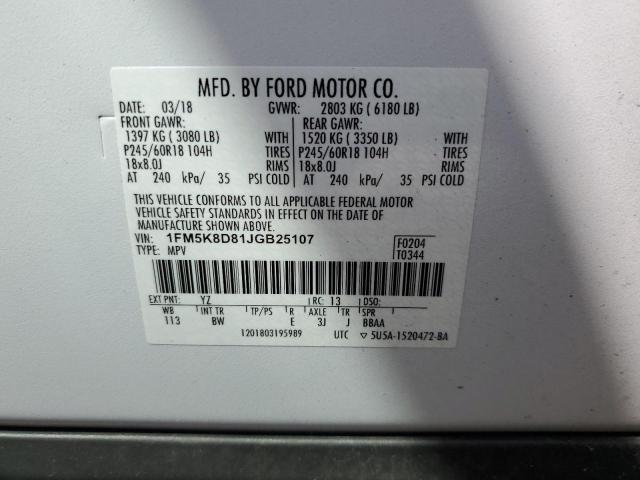 MFD. BY FORD MOTOR CO.
DATE: 03/18 GVWR: 2803 KG ( 6180 LB)
FRONT GAWR: REAR GAWR:
1397 KG ( 3080 LB) WITH 1520 KG ( 3350 LB) WITH
P245/60R18 104H TIRES P245/60R18 104H TIRES
18x8.0J RIMS 18x8.0J RIMS
AT 240 kPa/ 35 PSI COLD AT 240 kPa/ 35 PSI COLD
THIS VEHICLE CONFORMS TO ALL APPLICABLE FEDERAL MOTOR
VEHICLE SAFETY STANDARDS IN EFFECT ON THE DATE OF
MANUFACTURE SHOWN ABOVE.
VIN: 1FM5K8D81JGB25107 F0204
TYPE: MPV T0344
EXT PNT: YZ RC: 13 DSO:
WB INT TR TP/PS R AXLE TR SPR
113 BW E 3J J BBAA
1201803195989 UTC ▽ 5U5A-1520472-BA